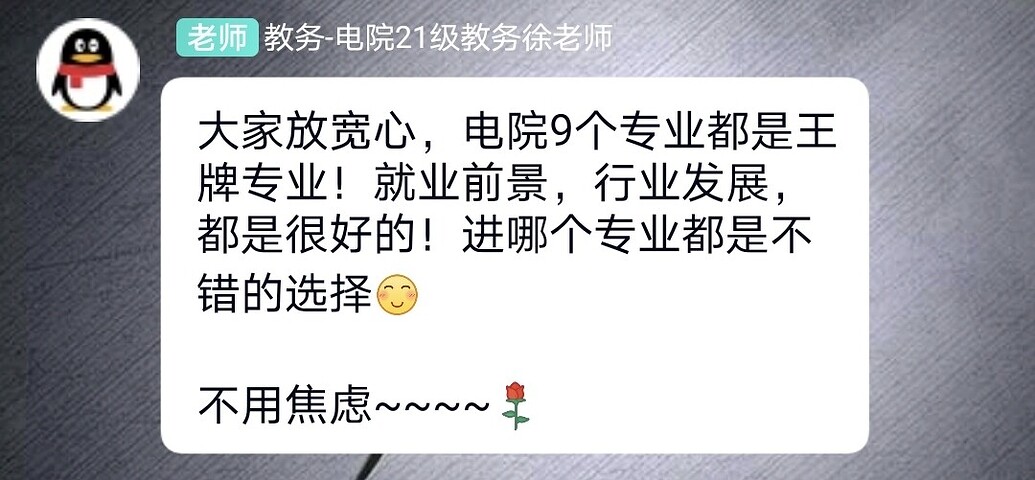 老师 教务-电院21级教务徐老师
大家放宽心，电院9个专业都是王
牌专业！就业前景，行业发展，
都是很好的！进哪个专业都是不
错的选择😊
不用焦虑~~~~🌹